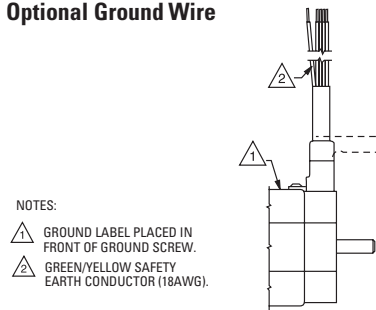 Optional Ground Wire
2
1
NOTES:
1 GROUND LABEL PLACED IN
FRONT OF GROUND SCREW.
2 GREEN/YELLOW SAFETY
EARTH CONDUCTOR (18AWG).